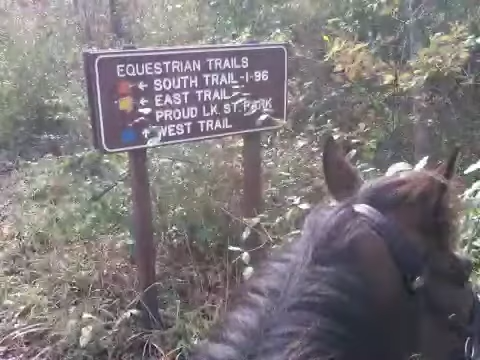 EQUESTRIAN TRAILS
← SOUTH TRAIL-I-96
← EAST TRAIL
PROUD LK. ST. PARK
↑ WEST TRAIL